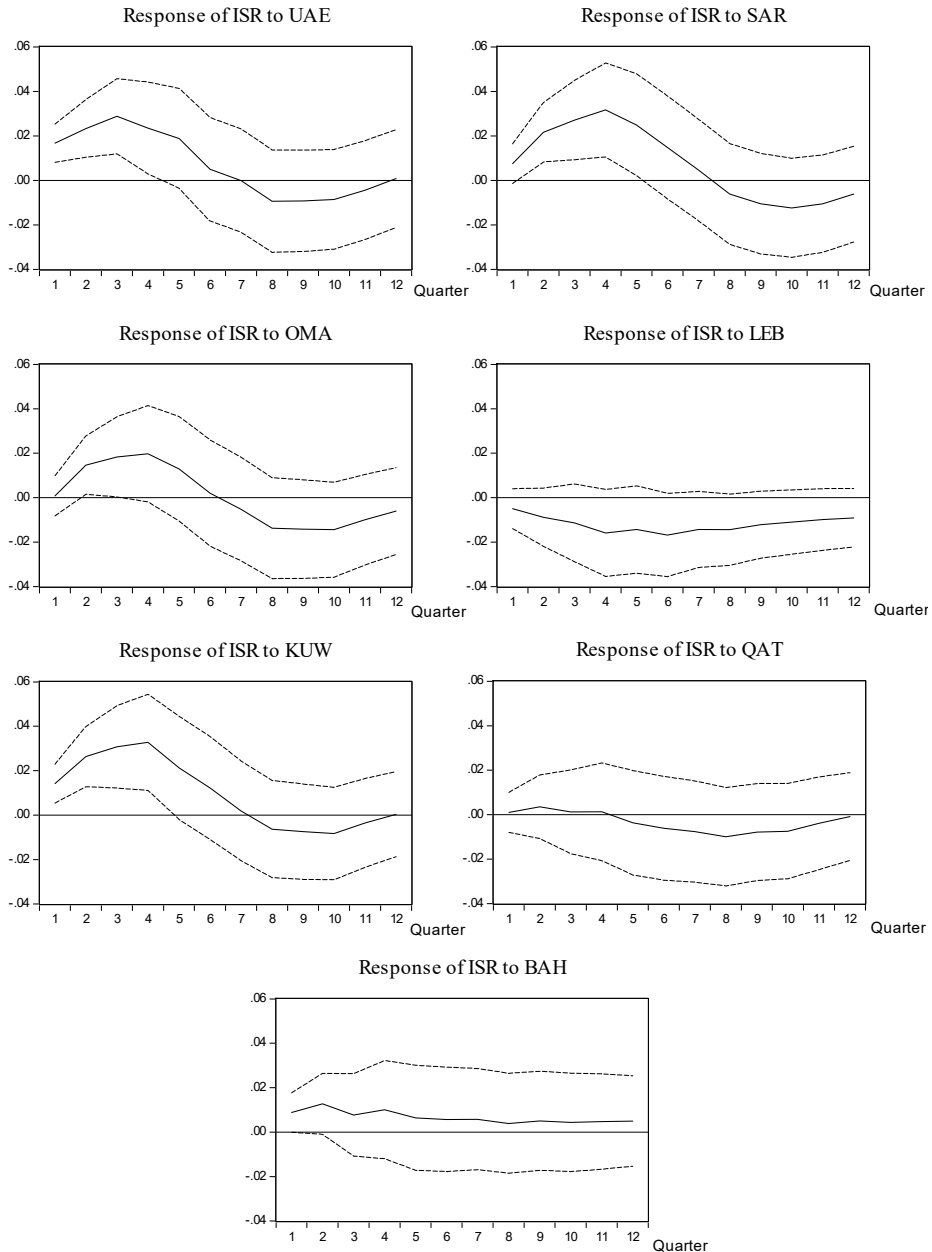 Response of ISR to UAE
.06
.04
.02
.00
-.02
-.04
1 2 3 4 5 6 7 8 9 10 11 12
Quarter
Response of ISR to SAR
.06
.04
.02
.00
-.02
-.04
1 2 3 4 5 6 7 8 9 10 11 12
Quarter
Response of ISR to OMA
.06
.04
.02
.00
-.02
-.04
1 2 3 4 5 6 7 8 9 10 11 12
Quarter
Response of ISR to LEB
.06
.04
.02
.00
-.02
-.04
1 2 3 4 5 6 7 8 9 10 11 12
Quarter
Response of ISR to KUW
.06
.04
.02
.00
-.02
-.04
1 2 3 4 5 6 7 8 9 10 11 12
Quarter
Response of ISR to QAT
.06
.04
.02
.00
-.02
-.04
1 2 3 4 5 6 7 8 9 10 11 12
Quarter
Response of ISR to BAH
.06
.04
.02
.00
-.02
-.04
1 2 3 4 5 6 7 8 9 10 11 12
Quarter